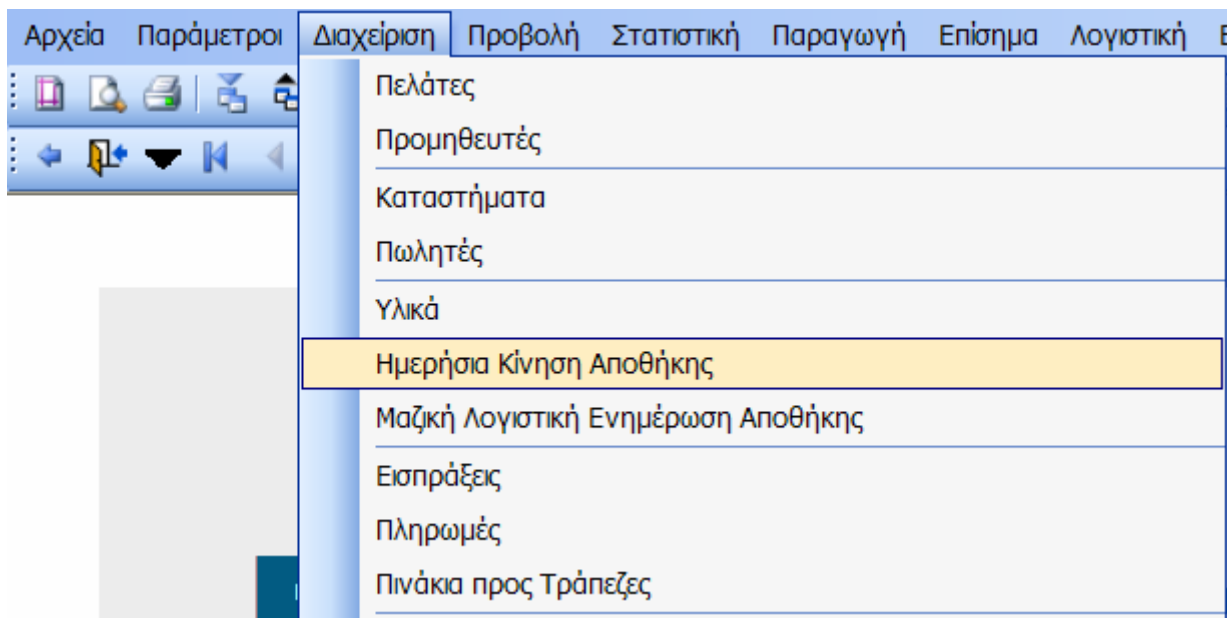 Αρχεία Παράμετροι Διαχείριση Προβολή Στατιστική Παραγωγή Επίσημα Λογιστική
Πελάτες
Προμηθευτές
Καταστήματα
Πωλητές
Υλικά
Ημερήσια Κίνηση Αποθήκης
Μαζική Λογιστική Ενημέρωση Αποθήκης
Εισπράξεις
Πληρωμές
Πινάκια προς Τράπεζες